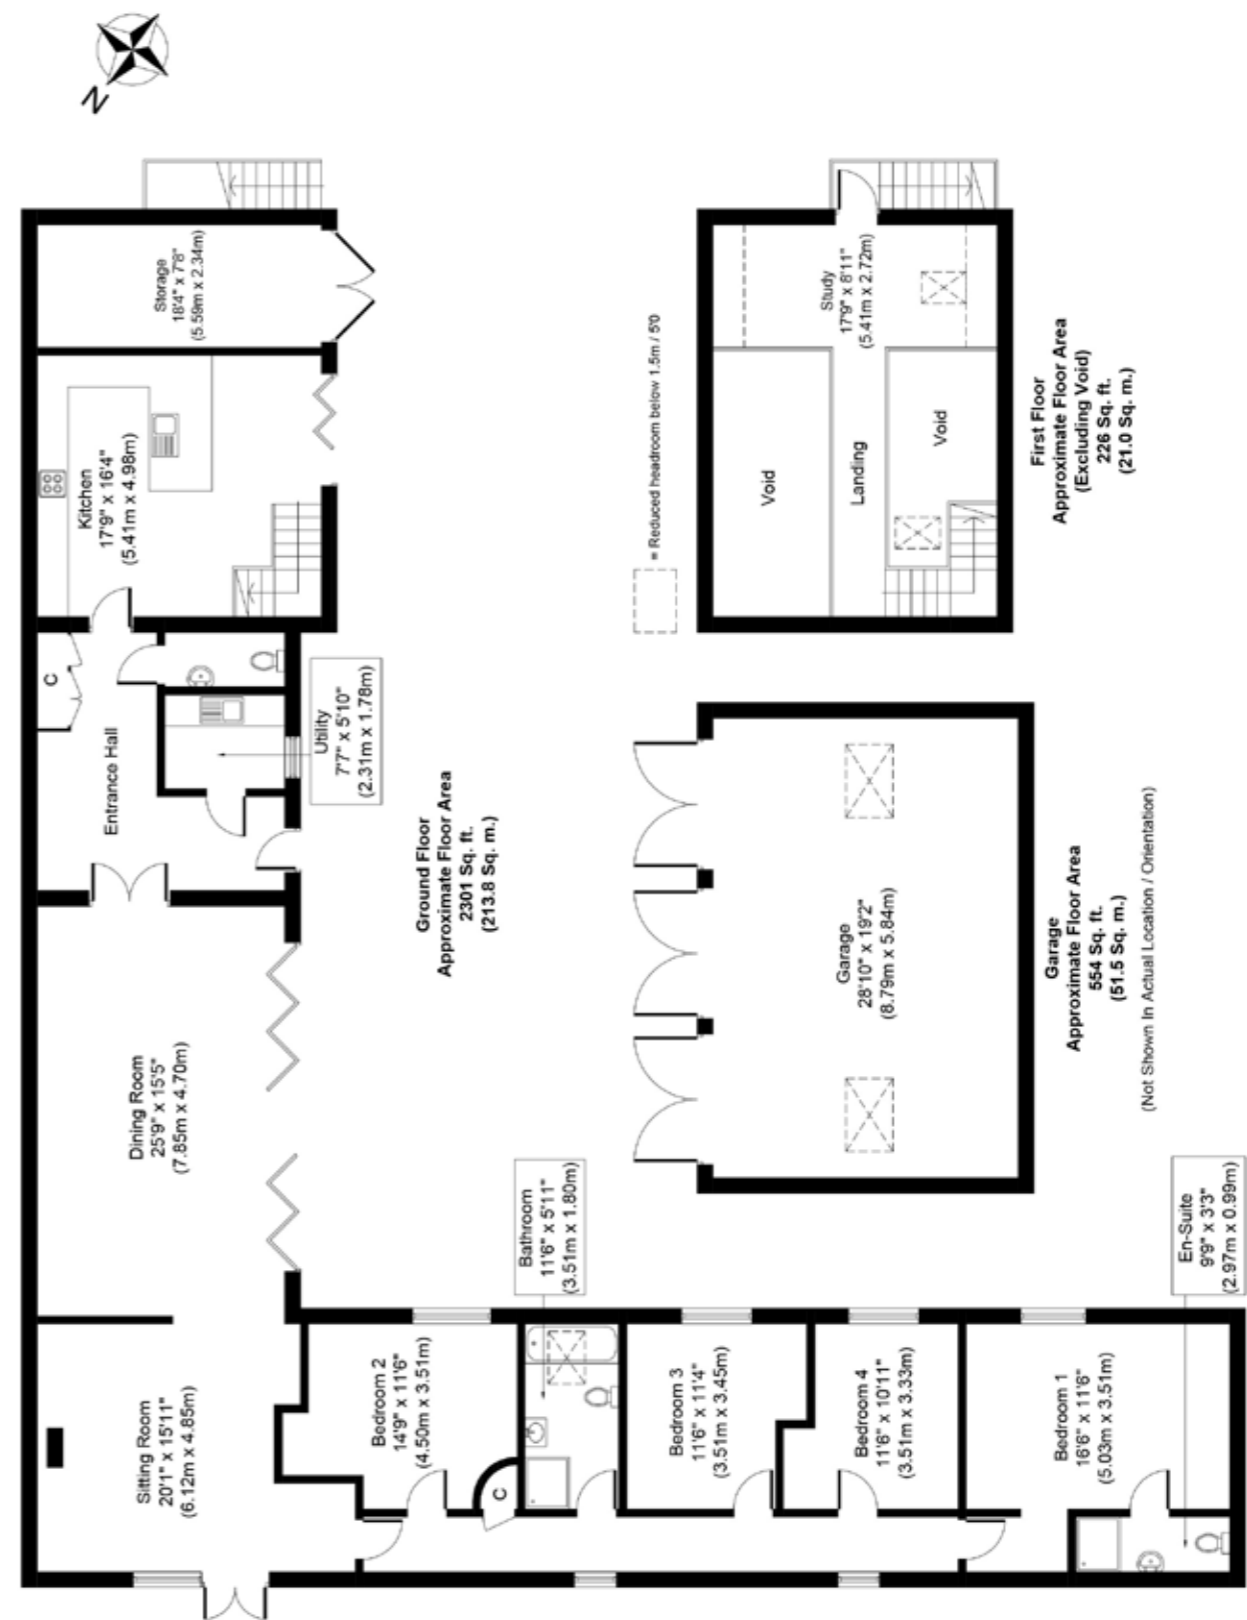 N
Storage
18'4" x 7'8"
(5.59m x 2.34m)
Kitchen
17'9" x 16'4"
(5.41m x 4.98m)
C
Entrance Hall
Utility
7'7" x 5'10"
(2.31m x 1.78m)
Dining Room
25'9" x 15'5"
(7.85m x 4.70m)
Sitting Room
20'1" x 15'11"
(6.12m x 4.85m)
Bedroom 2
14'9" x 11'6"
(4.50m x 3.51m)
C
Bathroom
11'6" x 5'11"
(3.51m x 1.80m)
Bedroom 3
11'6" x 11'4"
(3.51m x 3.45m)
Bedroom 4
11'6" x 10'11"
(3.51m x 3.33m)
Bedroom 1
16'6" x 11'6"
(5.03m x 3.51m)
En-Suite
9'9" x 3'3"
(2.97m x 0.99m)
Ground Floor
Approximate Floor Area
2301 Sq. ft.
(213.8 Sq. m.)
= Reduced headroom below 1.5m / 5'0
Study
17'9" x 8'11"
(5.41m x 2.72m)
Void
Landing
Void
First Floor
Approximate Floor Area
(Excluding Void)
226 Sq. ft.
(21.0 Sq. m.)
Garage
28'10" x 19'2"
(8.79m x 5.84m)
Garage
Approximate Floor Area
554 Sq. ft.
(51.5 Sq. m.)
(Not Shown In Actual Location / Orientation)